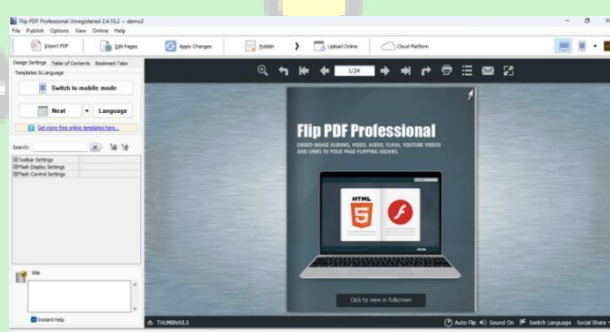 Flip PDF Professional Unregistered 2.4.10.2 -- demo2
File Publish Options View Online Help
Import PDF Edit Pages Apply Changes Publish Upload Online Cloud Platform
Design Settings Table of Contents Bookmark Tabs
Templates & Language
Switch to mobile mode
Neat Language
Get more free online templates here...
Search:
Toolbar Settings
Flash Display Settings
Flash Control Settings
title
Instant Help
1/24
Flip PDF Professional
EMBED IMAGE ALBUMS, VIDEO, AUDIO, FLASH, YOUTUBE VIDEOS
AND LINKS TO YOUR PAGE-FLIPPING EBOOKS.
HTML
5
Click to view in fullscreen
THUMBNAILS
Auto Flip Sound On Switch Language Social Share